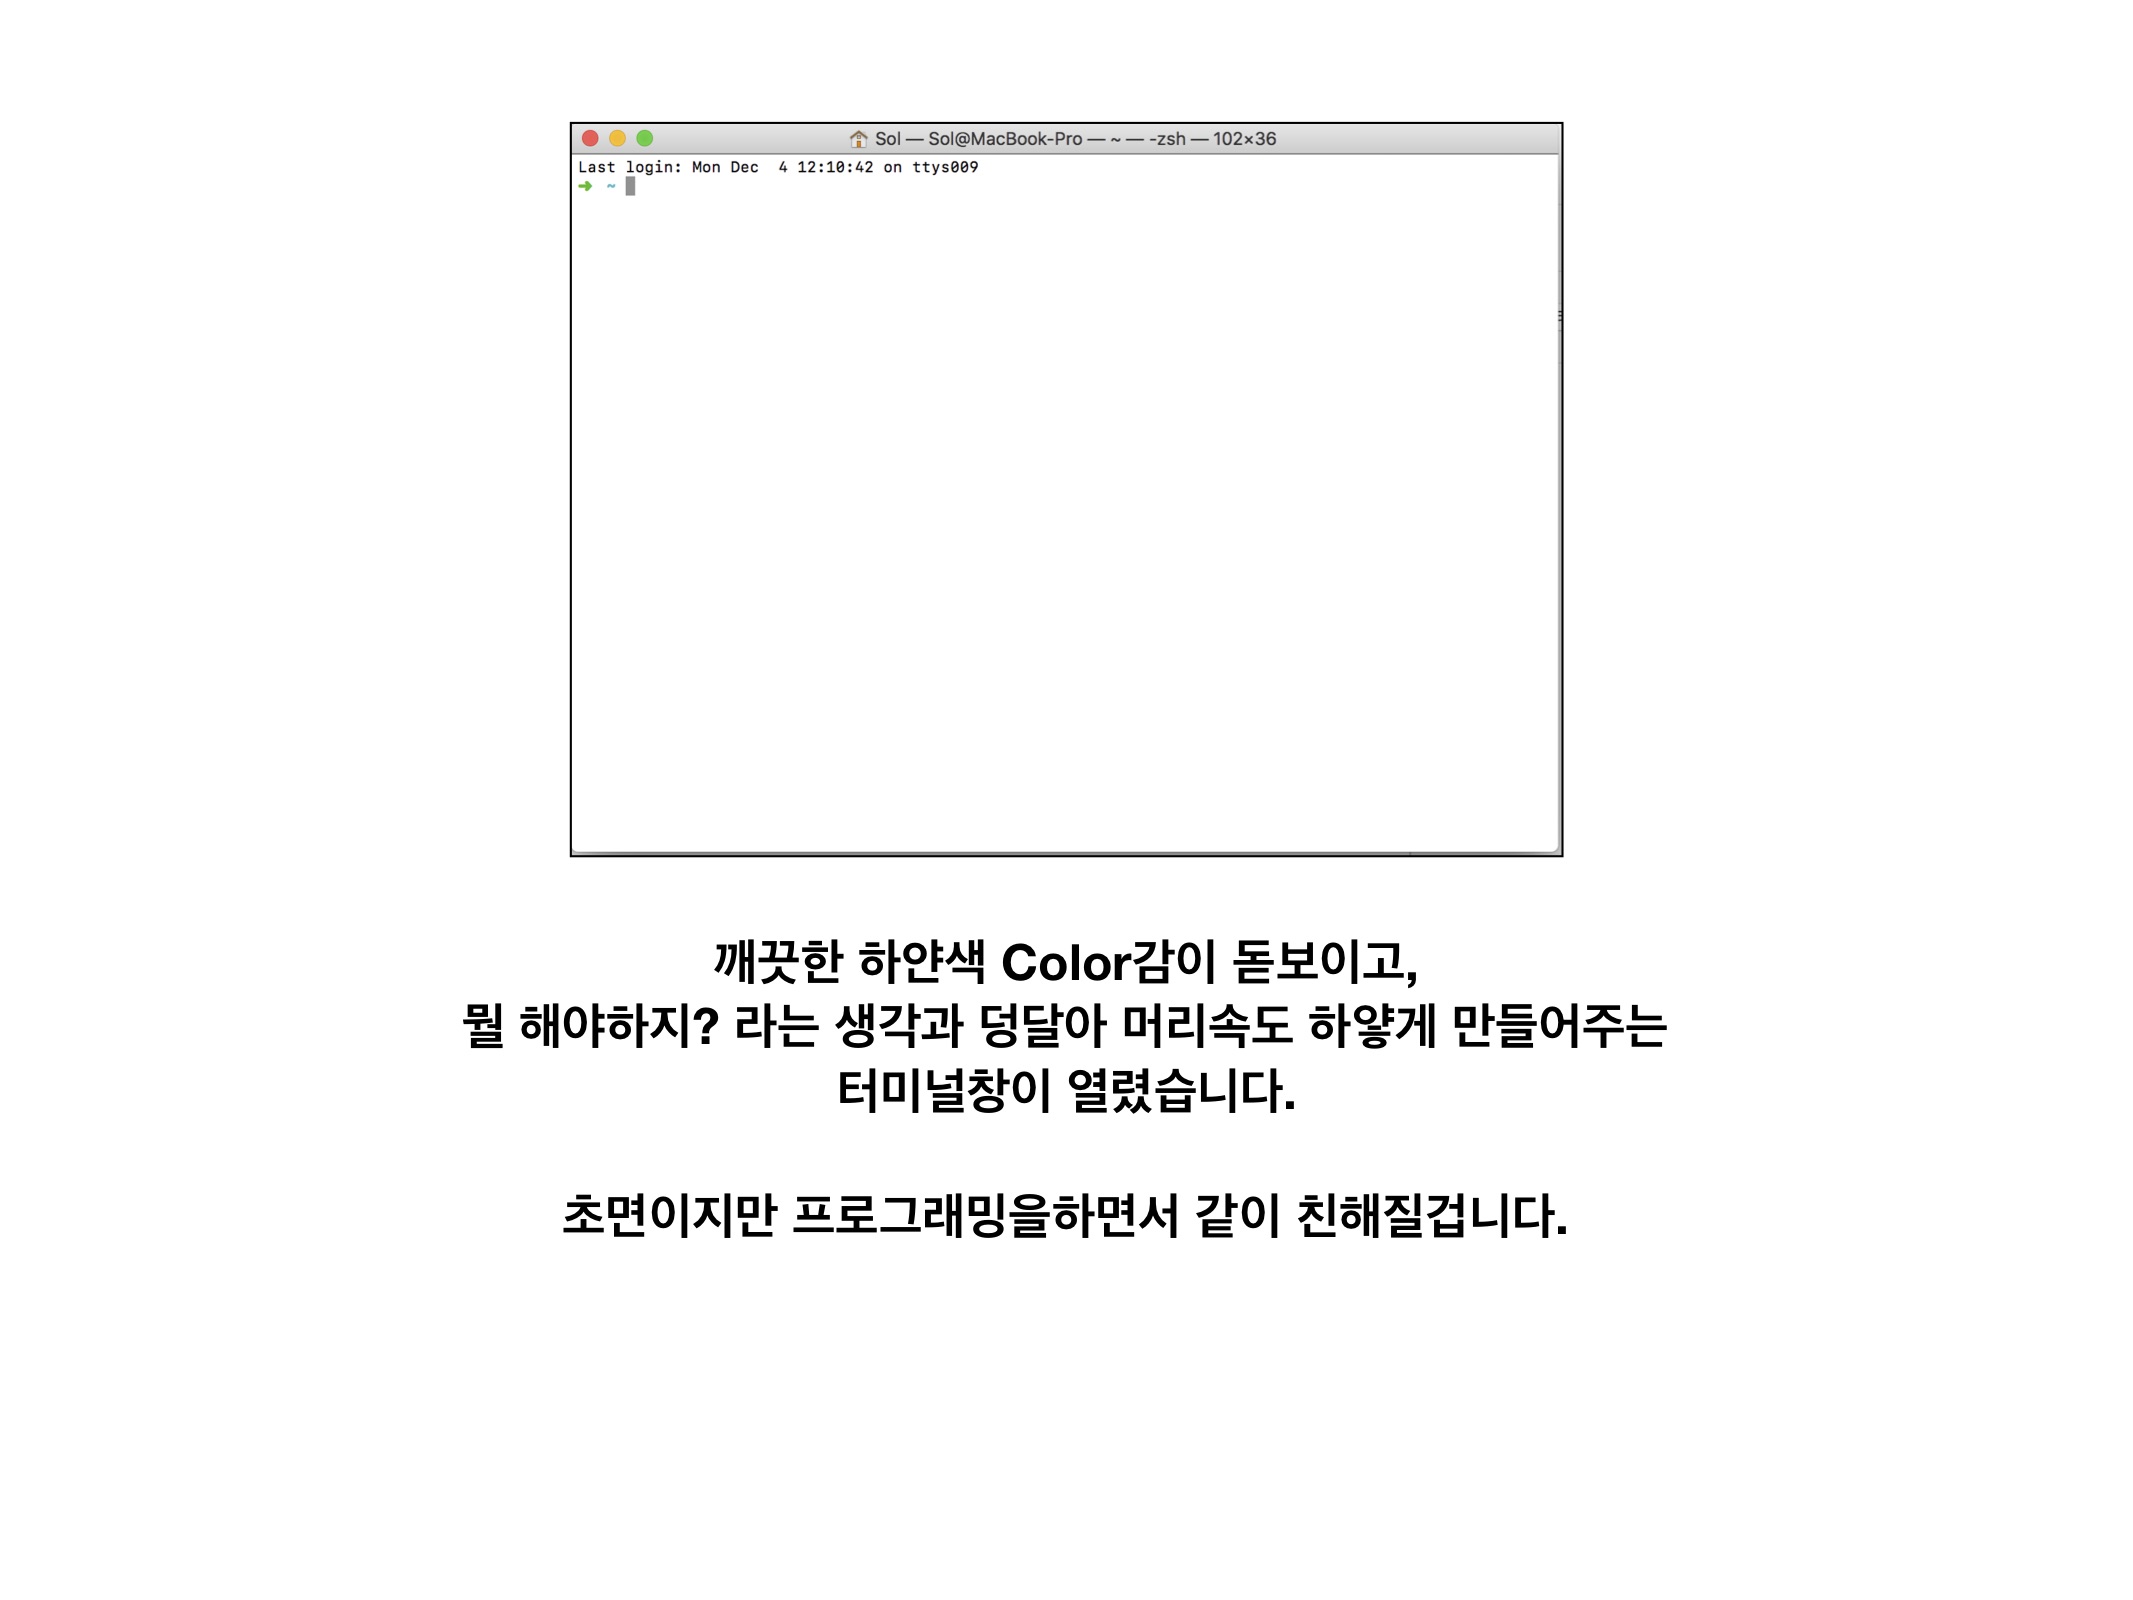 Sol — Sol@MacBook-Pro — ~ — -zsh — 102×36
Last login: Mon Dec  4 12:10:42 on ttys009
➜  ~
깨끗한 하얀색 Color감이 돋보이고,
뭘 해야하지? 라는 생각과 덩달아 머리속도 하얗게 만들어주는
터미널창이 열렸습니다.
초면이지만 프로그래밍을하면서 같이 친해질겁니다.